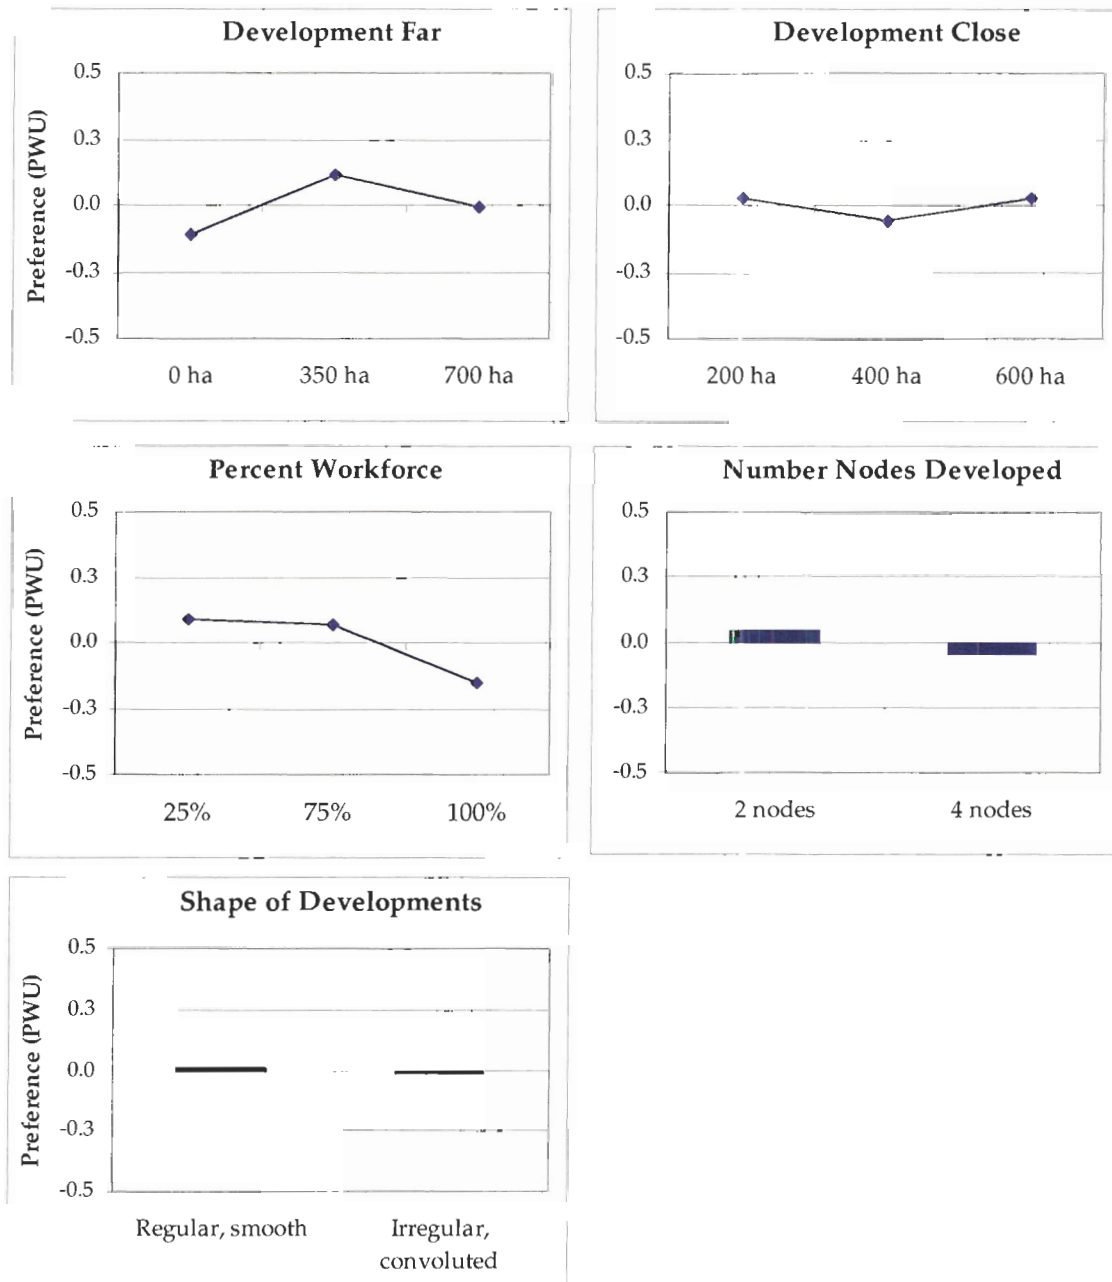 Development Far
Preference (PWU)
0.5
0.3
0.0
-0.3
-0.5
0 ha 350 ha 700 ha
Development Close
0.5
0.3
0.0
-0.3
-0.5
200 ha 400 ha 600 ha
Percent Workforce
Preference (PWU)
0.5
0.3
0.0
-0.3
-0.5
25% 75% 100%
Number Nodes Developed
0.5
0.3
0.0
-0.3
-0.5
2 nodes 4 nodes
Shape of Developments
Preference (PWU)
0.5
0.3
0.0
-0.3
-0.5
Regular, smooth
Irregular,
convoluted